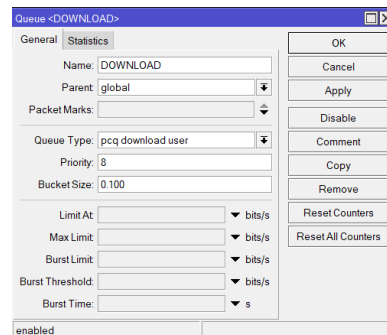 Queue <DOWNLOAD>
General Statistics
Name: DOWNLOAD
Parent: global
Packet Marks:
Queue Type: pcq download user
Priority: 8
Bucket Size: 0.100
Limit At: bits/s
Max Limit: bits/s
Burst Limit: bits/s
Burst Threshold: bits/s
Burst Time: s
OK
Cancel
Apply
Disable
Comment
Copy
Remove
Reset Counters
Reset All Counters
enabled